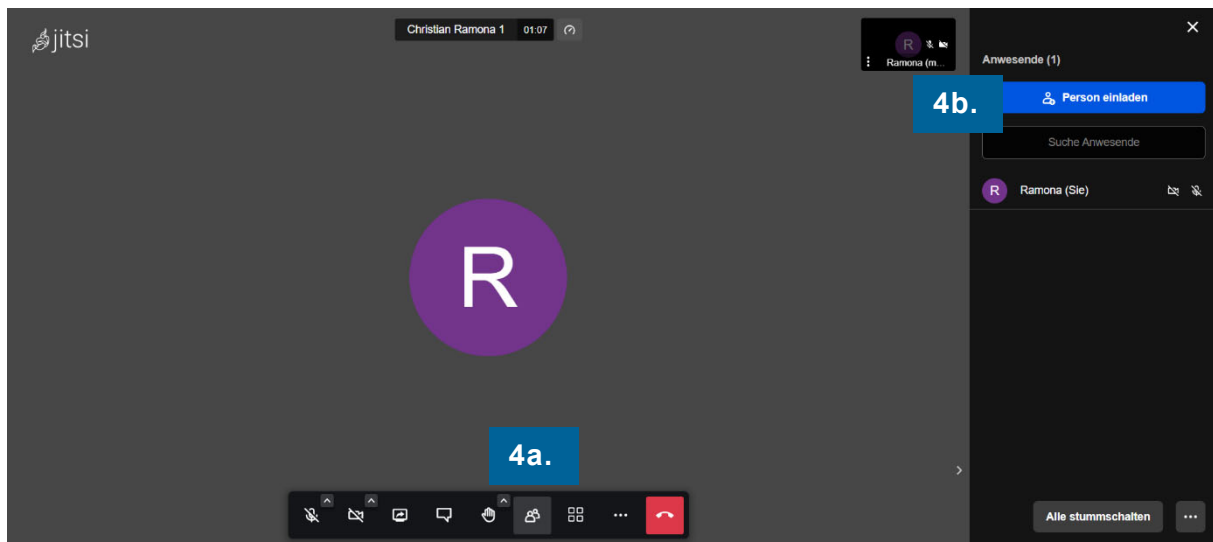 jitsi
Christian Ramona 1 01:07
R
Ramona (m...
Anwesende (1)
4b.
Person einladen
Suche Anwesende
R Ramona (Sie)
R
4a.
Alle stummschalten